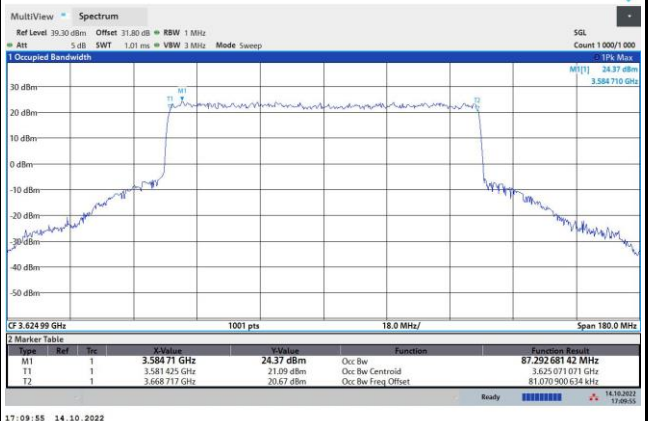 MultiView Spectrum
Ref Level 39.30 dBm Offset 31.80 dB RBW 1 MHz SGL
Att 5 dB SWT 1.01 ms VBW 3 MHz Mode Sweep Count 1 000/1 000
1 Occupied Bandwidth 1Pk Max
M1[1] 24.37 dBm
3.584 710 GHz
M1
T1
T2
30 dBm
20 dBm
10 dBm
0 dBm
-10 dBm
-20 dBm
-30 dBm
-40 dBm
-50 dBm
CF 3.624 99 GHz 1001 pts 18.0 MHz/ Span 180.0 MHz
2 Marker Table
Type Ref Trc X-Value Y-Value Function Function Result
M1 1 3.584 71 GHz 24.37 dBm Occ Bw 87.292 681 42 MHz
T1 1 3.581 425 GHz 21.09 dBm Occ Bw Centroid 3.625 071 071 GHz
T2 1 3.668 717 GHz 20.67 dBm Occ Bw Freq Offset 81.070 900 634 kHz
Ready 14.10.2022
17:09:55
17:09:55 14.10.2022